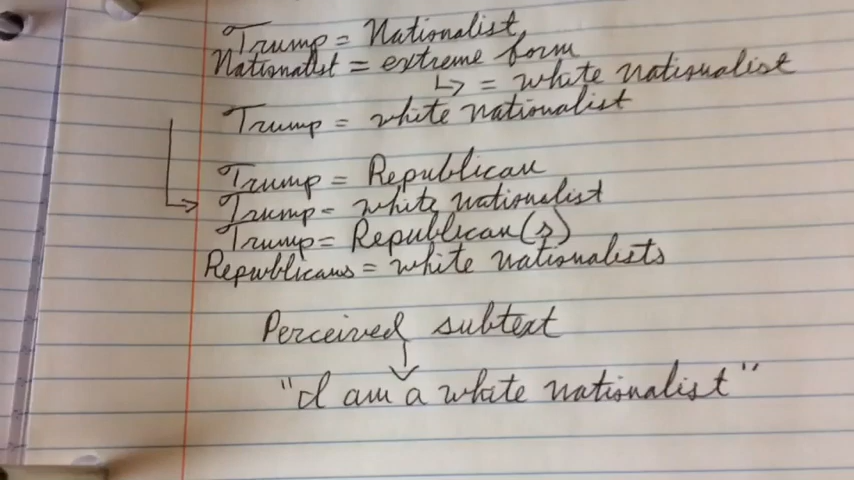 Trump = Nationalist
Nationalist = extreme form
↳ = white nationalist
Trump = white nationalist
Trump = Republican
Trump = white nationalist
Trump = Republican(s)
Republicans = white nationalists
Perceived subtext
"I am a white nationalist"